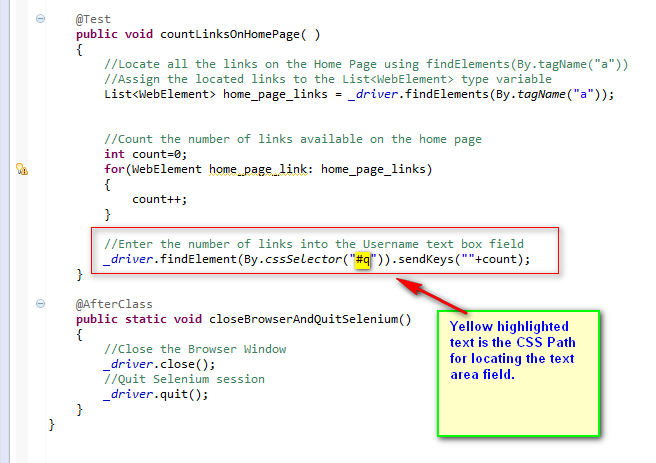 @Test
public void countLinksOnHomePage( )
{
//Locate all the links on the Home Page using findElements(By.tagName("a"))
//Assign the located links to the List<WebElement> type variable
List<WebElement> home_page_links = _driver.findElements(By.tagName("a"));
//Count the number of links available on the home page
int count=0;
for(WebElement home_page_link: home_page_links)
{
count++;
}
//Enter the number of links into the Username text box field
_driver.findElement(By.cssSelector("#q")).sendKeys(""+count);
}
@AfterClass
public static void closeBrowserAndQuitSelenium()
{
//Close the Browser Window
_driver.close();
//Quit Selenium session
_driver.quit();
}
}
Yellow highlighted
text is the CSS Path
for locating the text
area field.